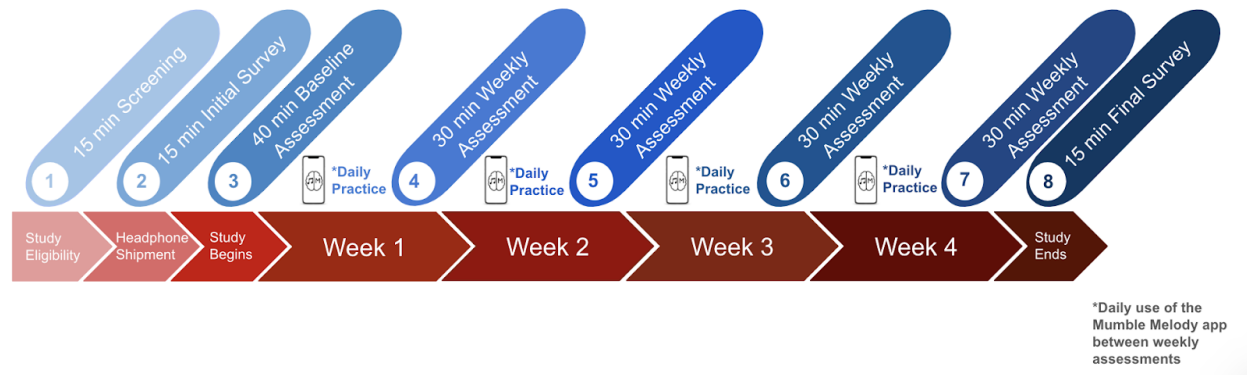 15 min Screening
15 min Initial Survey
40 min Baseline
Assessment
30 min Weekly
Assessment
30 min Weekly
Assessment
30 min Weekly
Assessment
30 min Weekly
Assessment
15 min Final Survey
1
2
3
M
*Daily
Practice
4
M
*Daily
Practice
5
M
*Daily
Practice
6
M
*Daily
Practice
7
8
Study
Eligibility
Headphone
Shipment
Study
Begins
Week 1
Week 2
Week 3
Week 4
Study
Ends
*Daily use of the
Mumble Melody app
between weekly
assessments